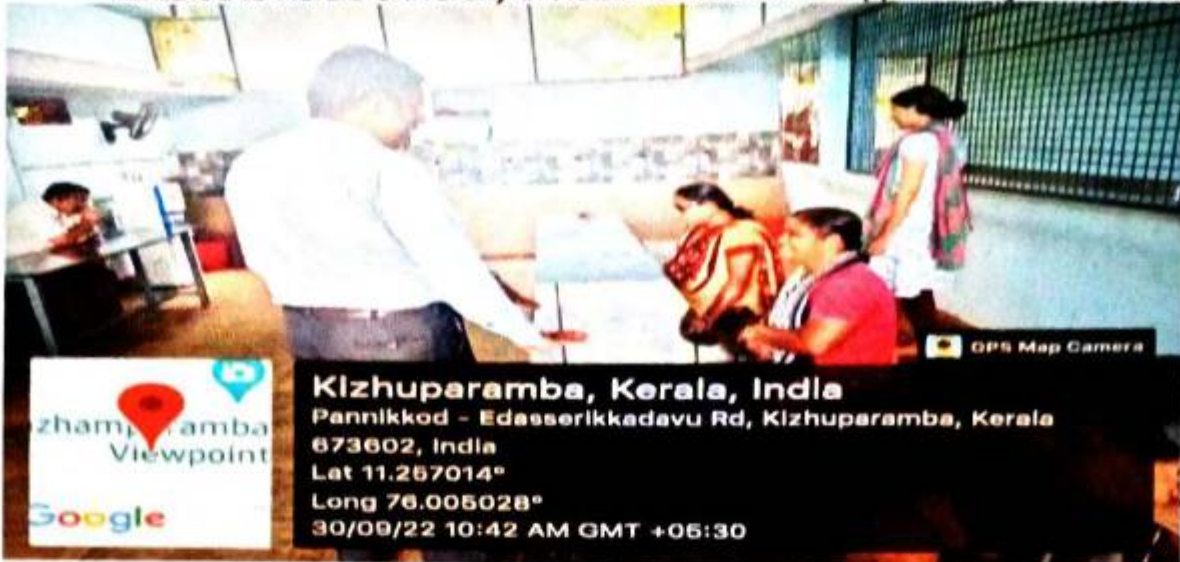 GPS Map Camera
Kizhuparamba, Kerala, India
Pannikkod - Edasserikkadavu Rd, Kizhuparamba, Kerala
673602, India
Lat 11.257014°
Long 76.005028°
30/09/22 10:42 AM GMT +05:30
amba
Viewpoint
Google